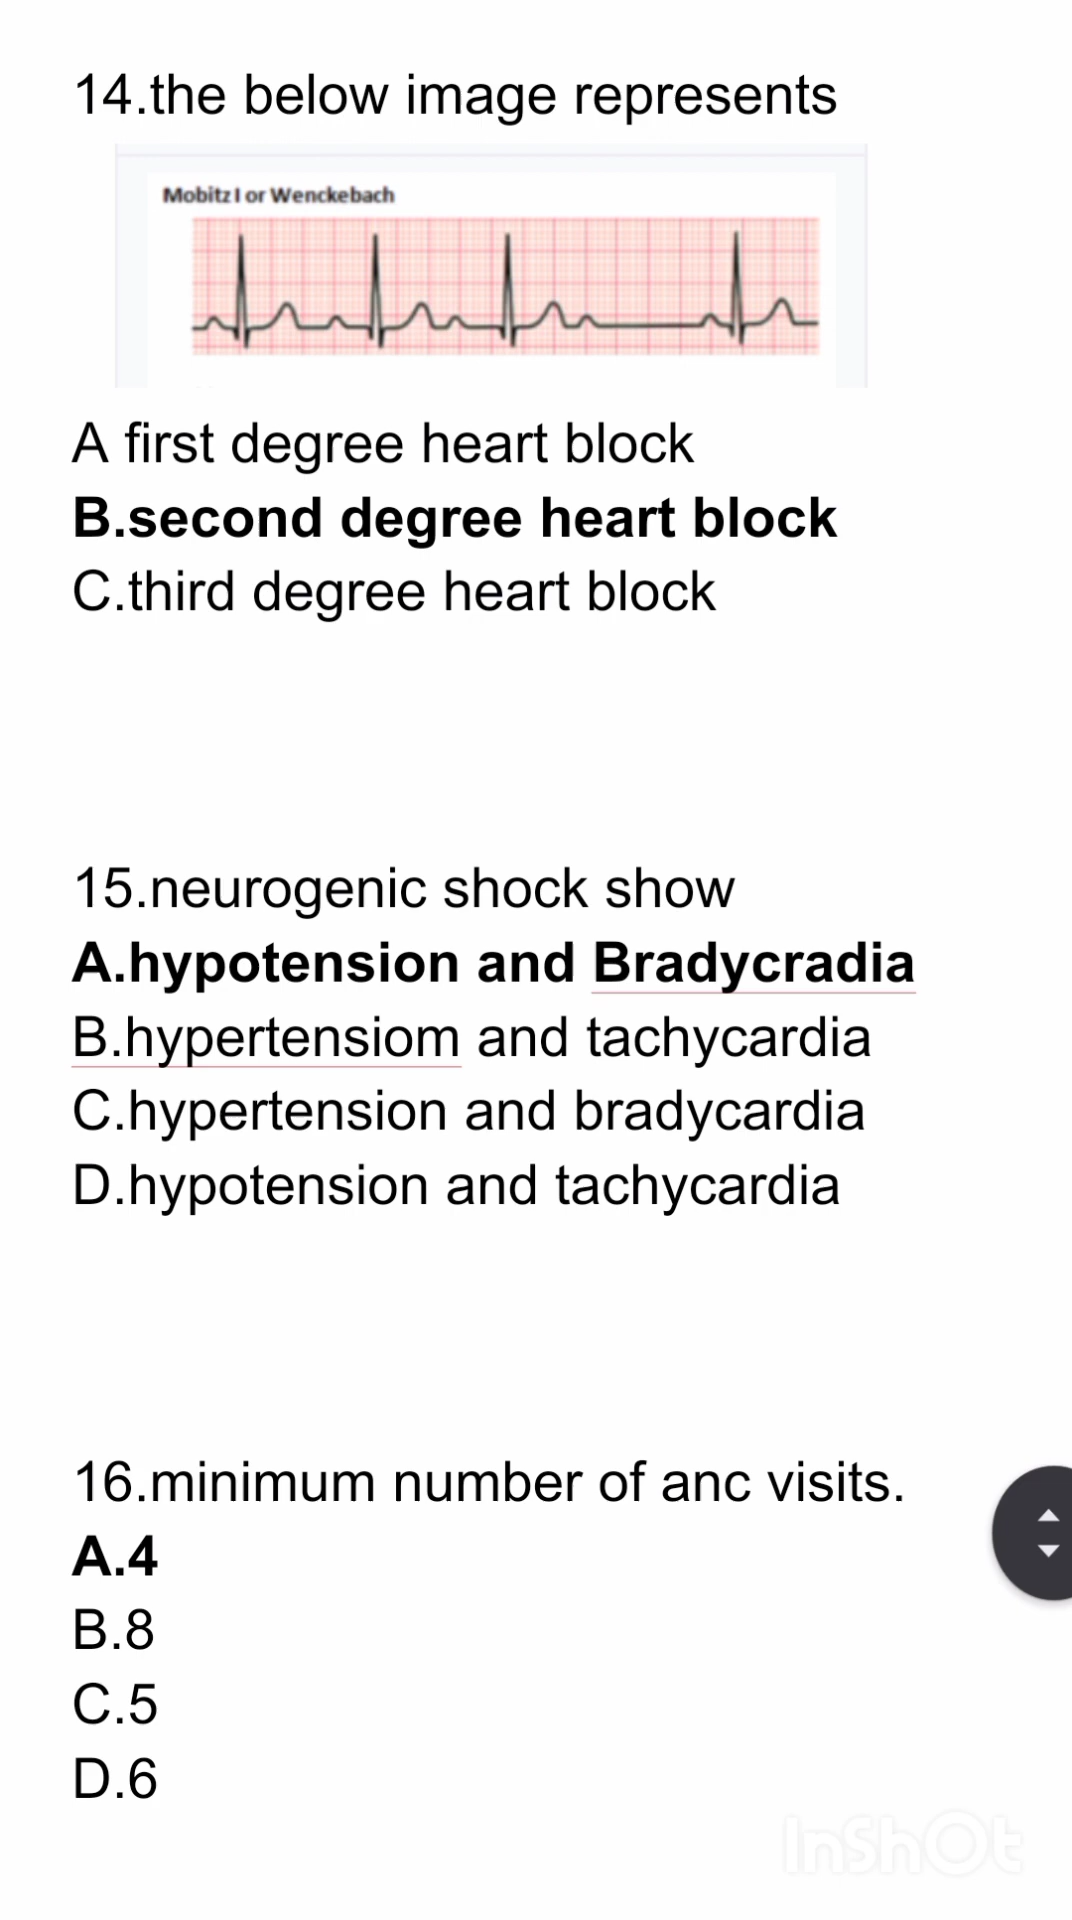 14.the below image represents
Mobitz I or Wenckebach
A first degree heart block
B.second degree heart block
C.third degree heart block
15.neurogenic shock show
A.hypotension and Bradycradia
B.hypertensiom and tachycardia
C.hypertension and bradycardia
D.hypotension and tachycardia
16.minimum number of anc visits.
A.4
B.8
C.5
D.6
InShOt